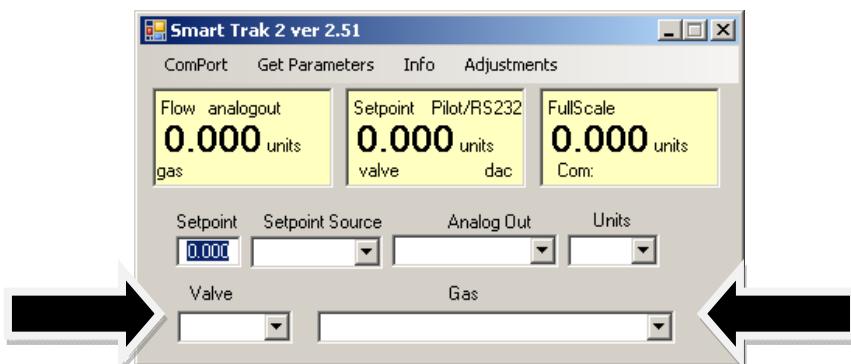 Smart Trak 2 ver 2.51
ComPort Get Parameters Info Adjustments
Flow analogout
0.000 units
gas
Setpoint Pilot/RS232
0.000 units
valve dac
FullScale
0.000 units
Com:
Setpoint Setpoint Source Analog Out Units
0.000
Valve Gas